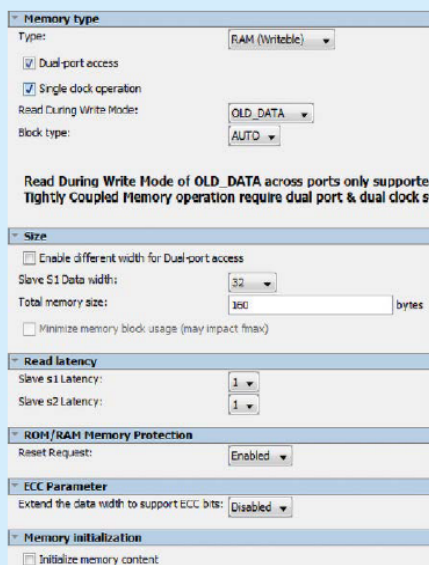 Memory type
Type: RAM (Writeble)
Dual-port access
Single clock operation
Read During Write Mode: OLD_DATA
Block type: AUTO
Read During Write Mode of OLD_DATA across ports only supporte
Tightly Coupled Memory operation require dual port & dual clock s
Size
Enable different width for Dual-port access
Slave S1 Data width: 32
Total memory size: 160 bytes
Minimize memory block usage (may impact fmax)
Read latency
Slave s1 Latency: 1
Slave s2 Latency: 1
ROM/RAM Memory Protection
Reset Request: Enabled
ECC Parameter
Extend the data width to support ECC bits: Disabled
Memory initialization
Initialize memory content